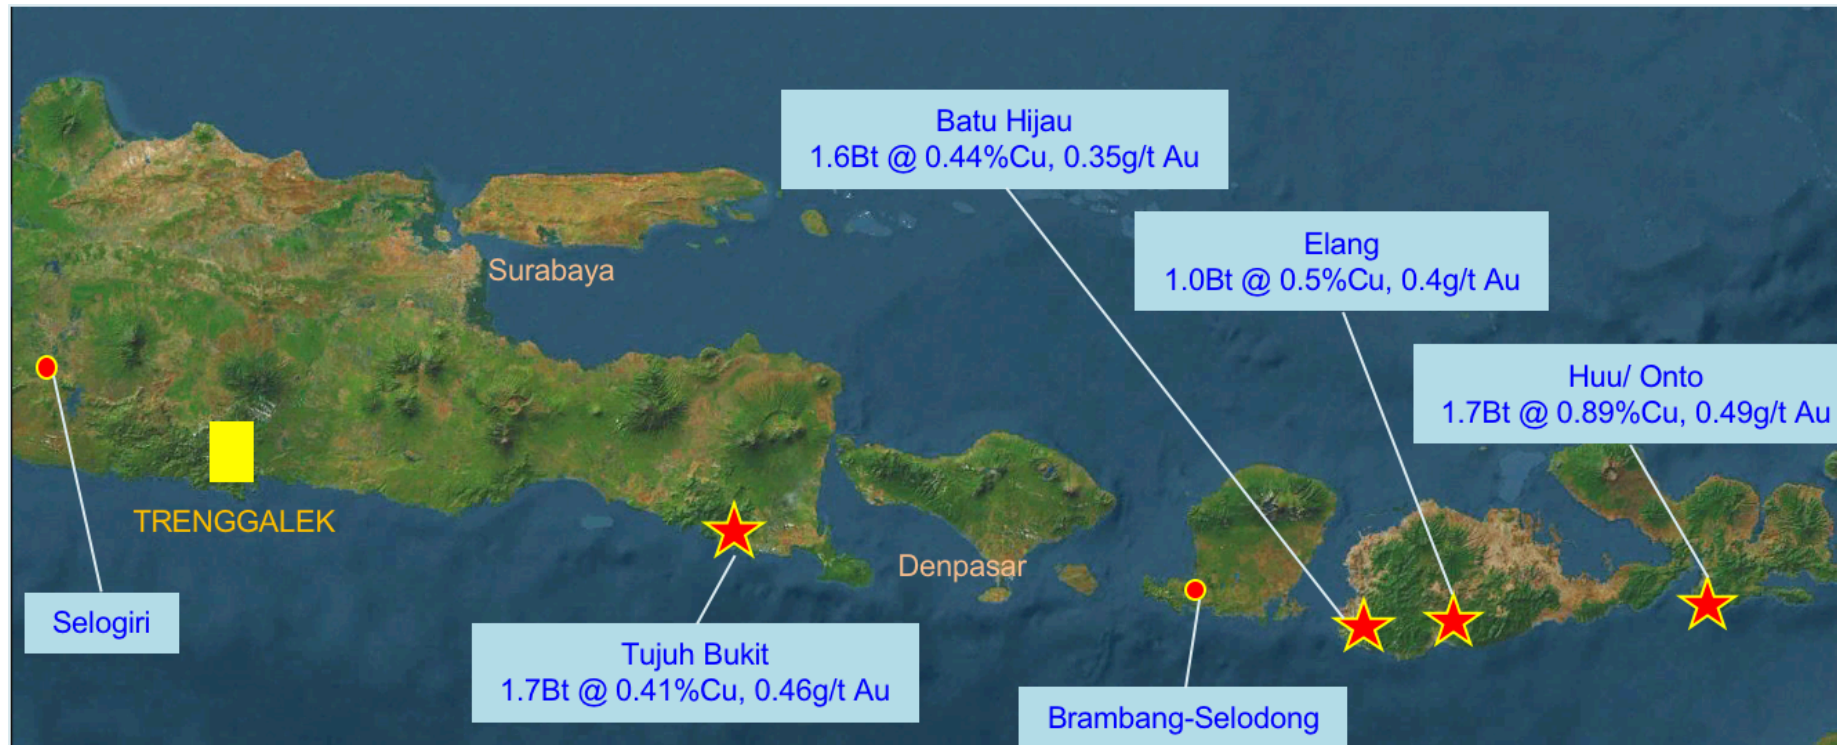 Batu Hijau
1.6Bt @ 0.44%Cu, 0.35g/t Au
Elang
1.0Bt @ 0.5%Cu, 0.4g/t Au
Surabaya
Huu/ Onto
1.7Bt @ 0.89%Cu, 0.49g/t Au
TRENGGALEK
Denpasar
Selogiri
Tujuh Bukit
1.7Bt @ 0.41%Cu, 0.46g/t Au
Brambang-Selodong